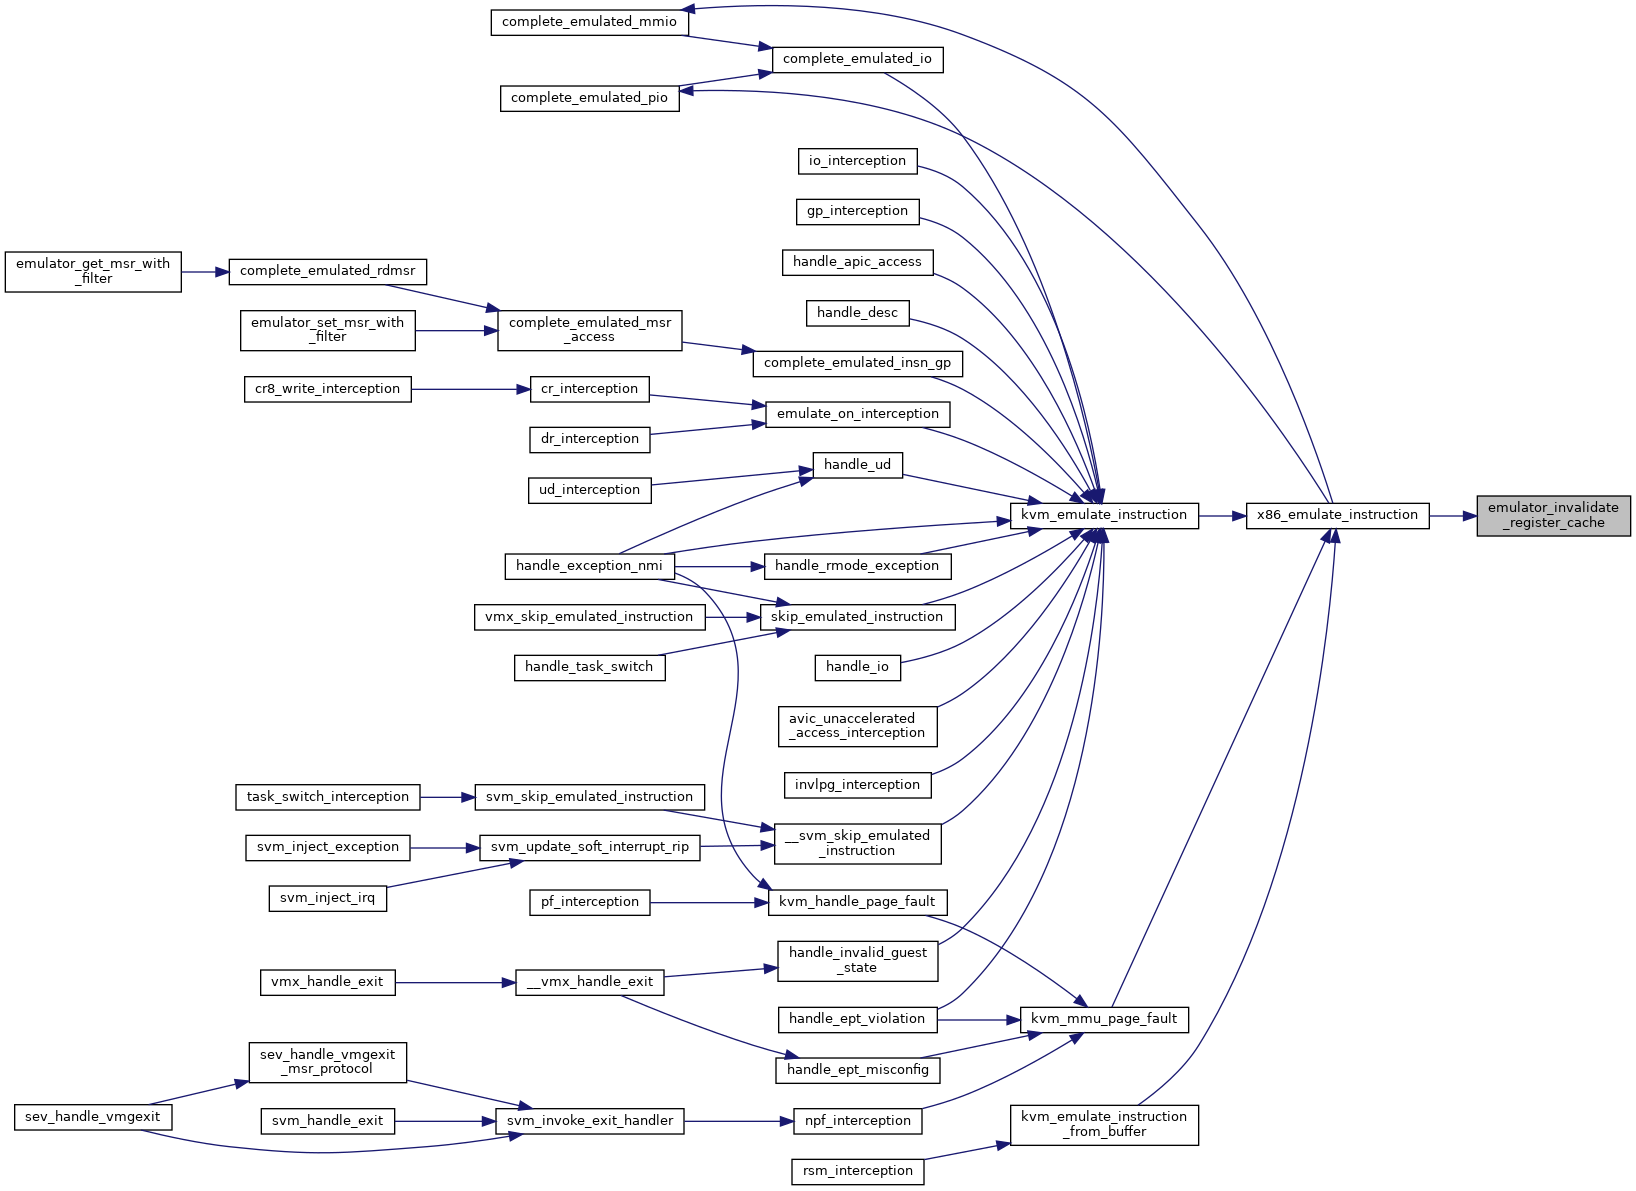 complete_emulated_mmio
complete_emulated_io
complete_emulated_pio
io_interception
gp_interception
handle_apic_access
emulator_get_msr_with
_filter
complete_emulated_rdmsr
handle_desc
emulator_set_msr_with
_filter
complete_emulated_msr
_access
complete_emulated_insn_gp
cr8_write_interception
cr_interception
emulate_on_interception
dr_interception
handle_ud
ud_interception
kvm_emulate_instruction
x86_emulate_instruction
emulator_invalidate
_register_cache
handle_exception_nmi
handle_rmode_exception
vmx_skip_emulated_instruction
skip_emulated_instruction
handle_task_switch
handle_io
avic_unaccelerated
_access_interception
invlpg_interception
task_switch_interception
svm_skip_emulated_instruction
__svm_skip_emulated
_instruction
svm_inject_exception
svm_update_soft_interrupt_rip
svm_inject_irq
pf_interception
kvm_handle_page_fault
handle_invalid_guest
_state
vmx_handle_exit
__vmx_handle_exit
handle_ept_violation
kvm_mmu_page_fault
sev_handle_vmgexit
_msr_protocol
handle_ept_misconfig
sev_handle_vmgexit
svm_handle_exit
svm_invoke_exit_handler
npf_interception
kvm_emulate_instruction
_from_buffer
rsm_interception